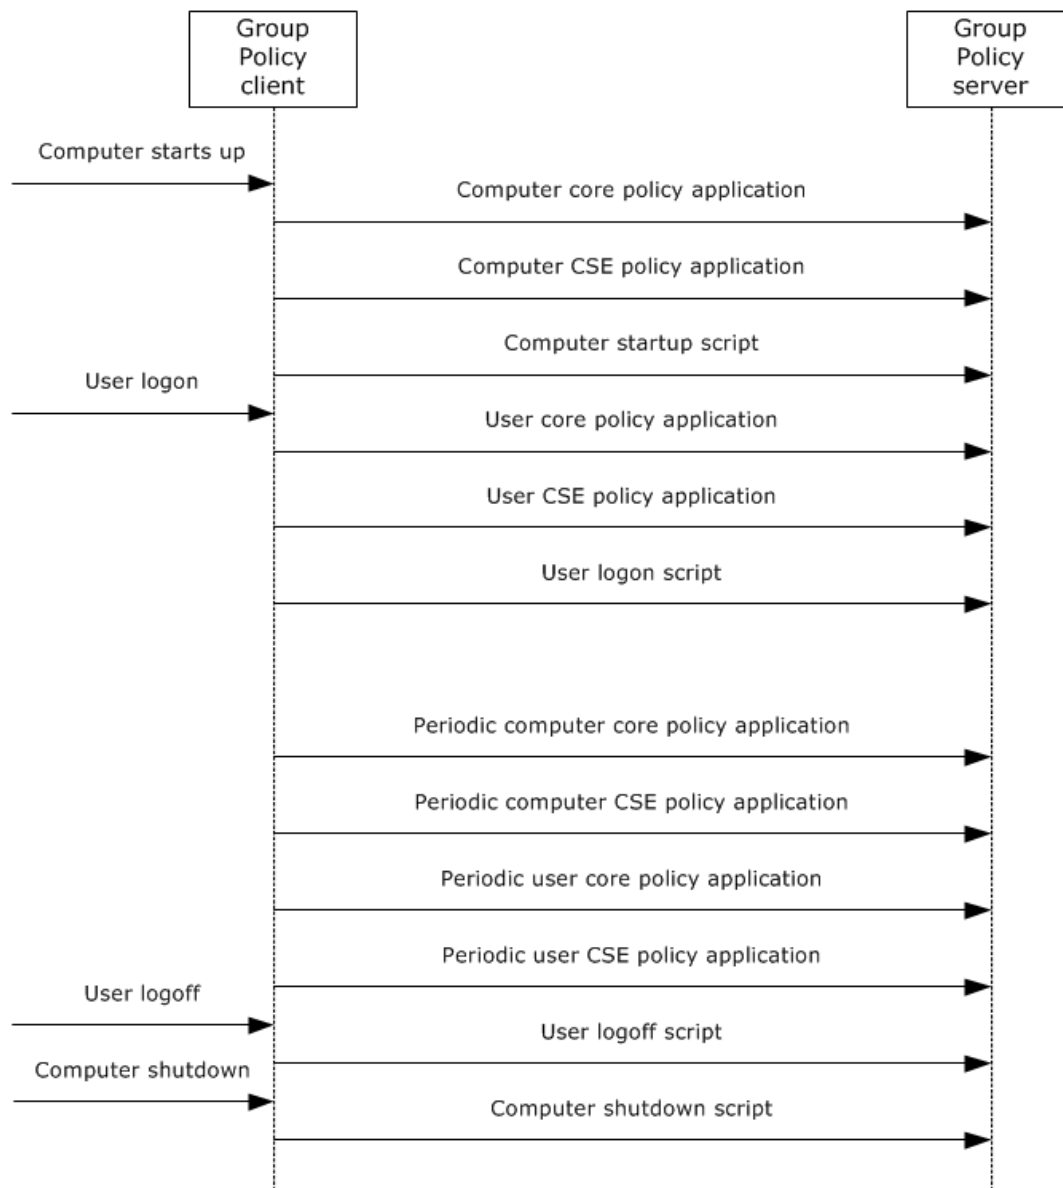 Group
Policy
client
Group
Policy
server
Computer starts up
Computer core policy application
Computer CSE policy application
Computer startup script
User logon
User core policy application
User CSE policy application
User logon script
Periodic computer core policy application
Periodic computer CSE policy application
Periodic user core policy application
Periodic user CSE policy application
User logoff
User logoff script
Computer shutdown
Computer shutdown script